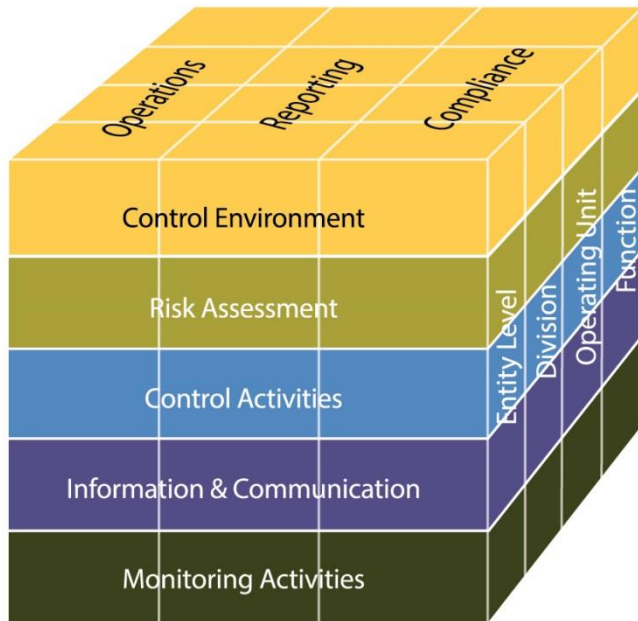 Operations
Reporting
Compliance
Control Environment
Risk Assessment
Control Activities
Information & Communication
Monitoring Activities
Entity Level
Division
Operating Unit
Function